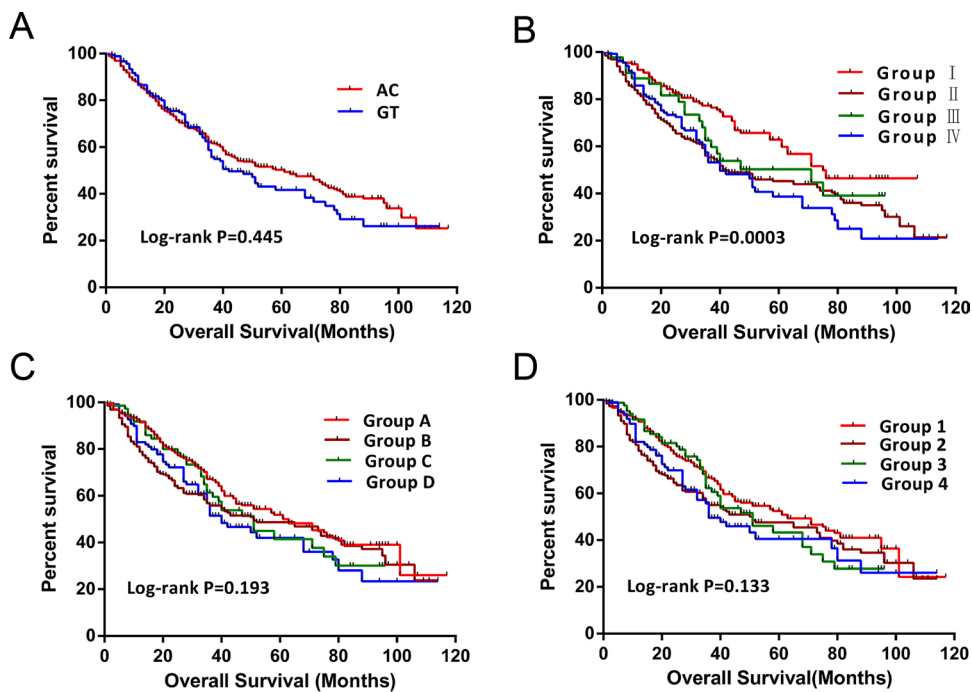 A
Percent survival
100
80
60
40
20
0
AC
GT
Log-rank P=0.445
0 20 40 60 80 100 120
Overall Survival(Months)
B
Percent survival
100
80
60
40
20
0
Group Ⅰ
Group Ⅱ
Group Ⅲ
Group Ⅳ
Log-rank P=0.0003
0 20 40 60 80 100 120
Overall Survival(Months)
C
Percent survival
100
80
60
40
20
0
Group A
Group B
Group C
Group D
Log-rank P=0.193
0 20 40 60 80 100 120
Overall Survival(Months)
D
Percent survival
100
80
60
40
20
0
Group 1
Group 2
Group 3
Group 4
Log-rank P=0.133
0 20 40 60 80 100 120
Overall Survival(Months)